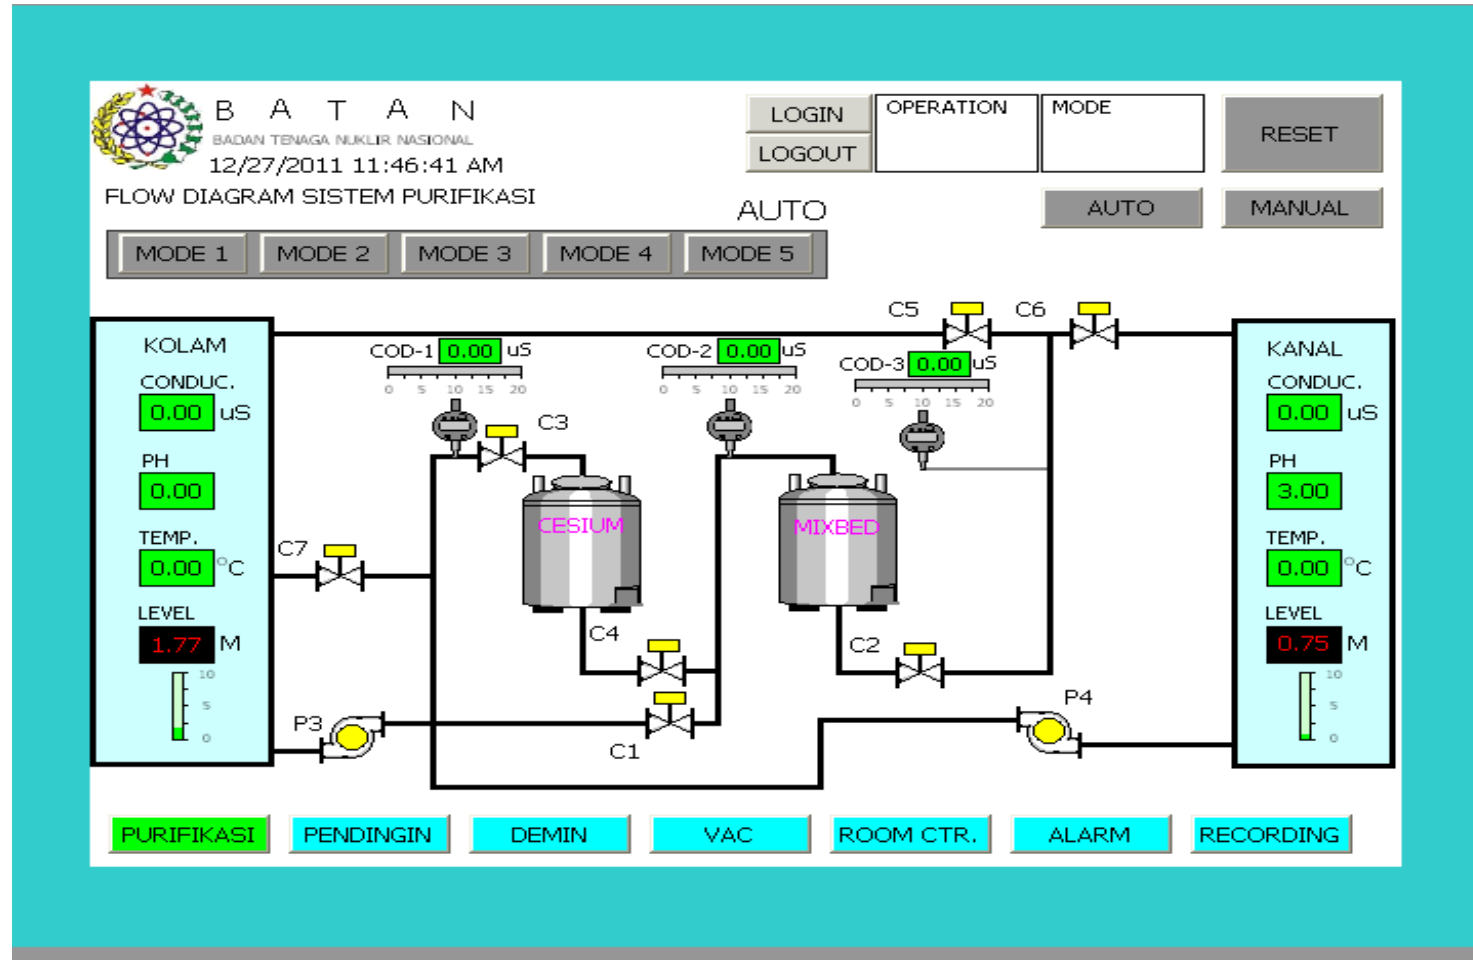 B A T A N
BADAN TENAGA NUKLIR NASIONAL
12/27/2011 11:46:41 AM
FLOW DIAGRAM SISTEM PURIFIKASI
LOGIN
LOGOUT
OPERATION
MODE
RESET
AUTO
AUTO
MANUAL
MODE 1
MODE 2
MODE 3
MODE 4
MODE 5
C5
C6
KOLAM
CONDUC.
0.00 uS
PH
0.00
TEMP.
0.00 °C
LEVEL
1.77 M
10
5
0
COD-1 0.00 uS
0 5 10 15 20
COD-2 0.00 uS
0 5 10 15 20
COD-3 0.00 uS
0 5 10 15 20
C3
CESIUM
MIXBED
C7
C4
C2
P3
C1
P4
KANAL
CONDUC.
0.00 uS
PH
3.00
TEMP.
0.00 °C
LEVEL
0.75 M
10
5
0
PURIFIKASI
PENDINGIN
DEMIN
VAC
ROOM CTR.
ALARM
RECORDING